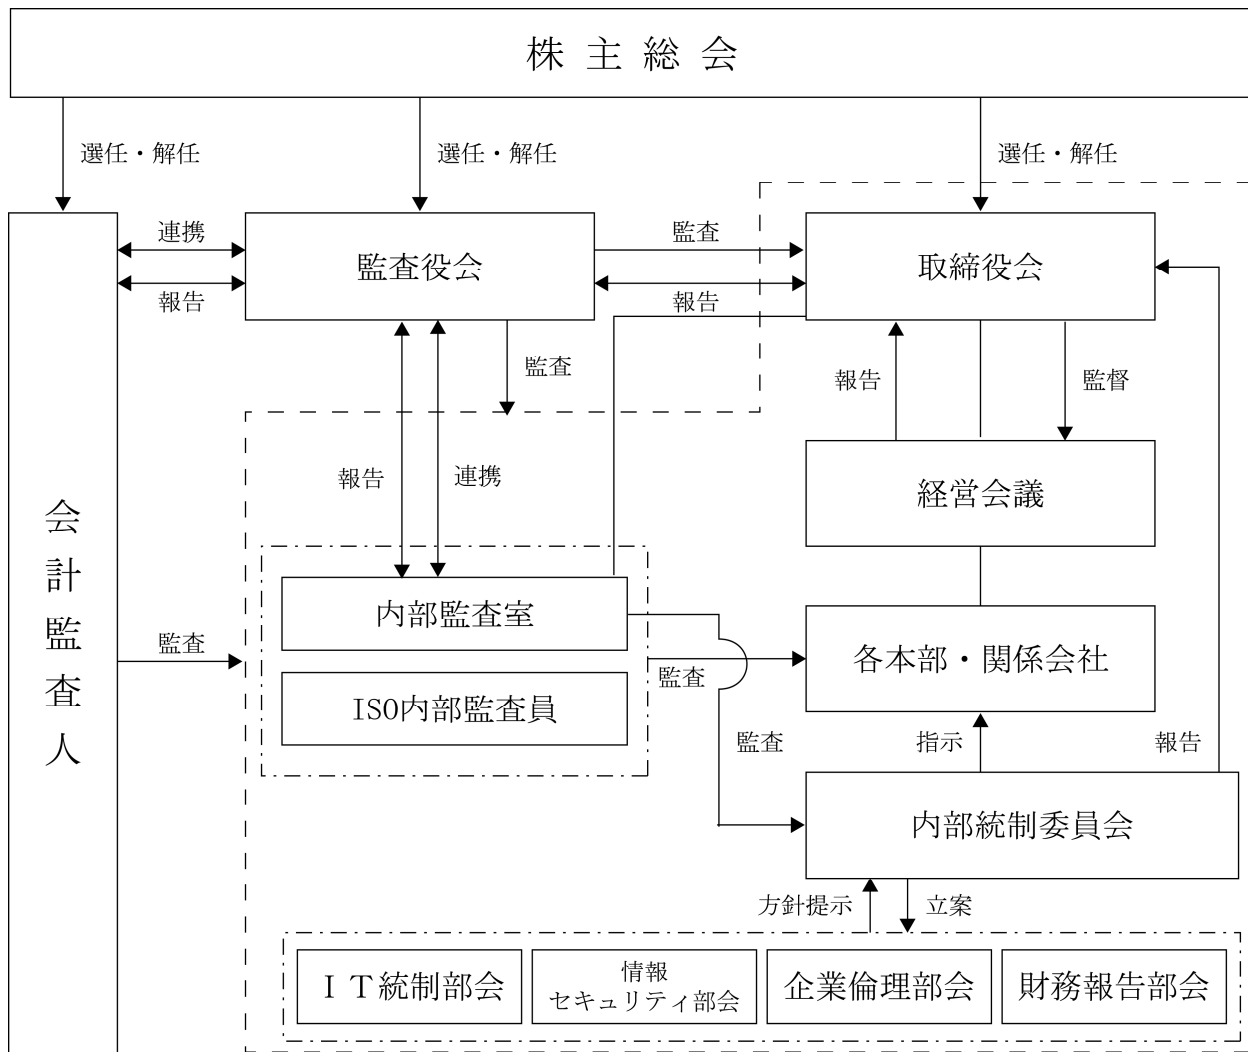 株主総会
選任・解任
選任・解任
選任・解任
連携
監査役会
監査
取締役会
報告
報告
監査
報告
監督
報告
連携
経営会議
会計監査人
内部監査室
監査
各本部・関係会社
監査
ISO内部監査員
監査
指示
報告
内部統制委員会
方針提示
立案
IT統制部会
情報
セキュリティ部会
企業倫理部会
財務報告部会